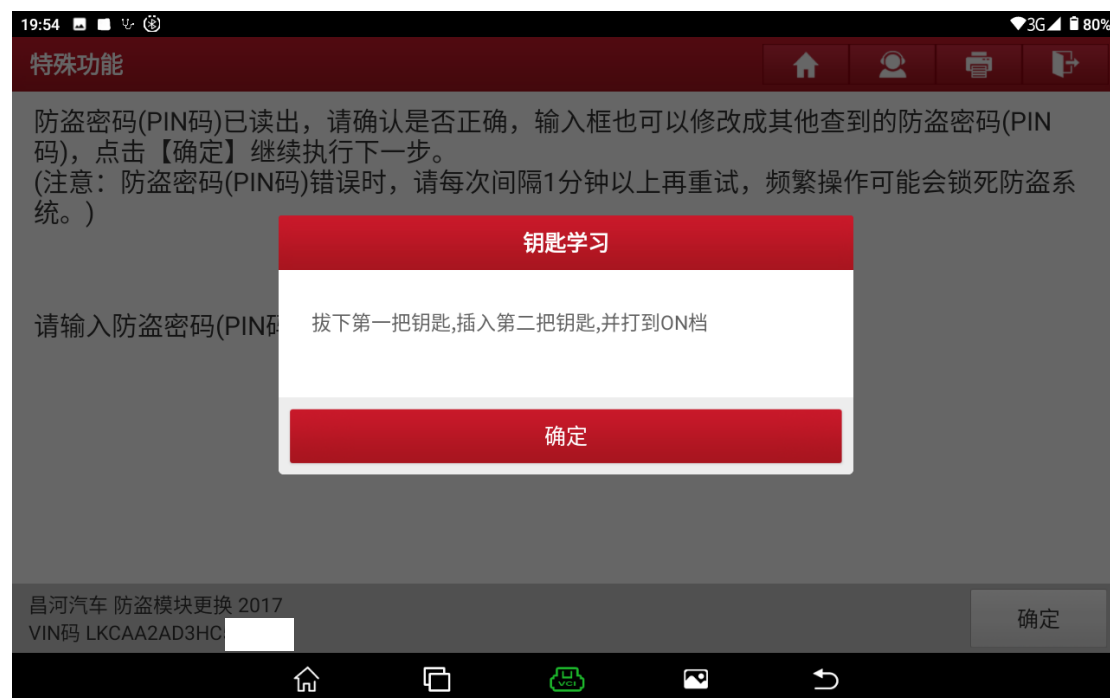 19:54
3G 80%
特殊功能
防盗密码(PIN码)已读出，请确认是否正确，输入框也可以修改成其他查到的防盗密码(PIN
码)，点击【确定】继续执行下一步。
(注意：防盗密码(PIN码)错误时，请每次间隔1分钟以上再重试，频繁操作可能会锁死防盗系
统。)
钥匙学习
请输入防盗密码(PIN
拔下第一把钥匙,插入第二把钥匙,并打到ON档
确定
昌河汽车 防盗模块更换 2017
VIN码 LKCAA2AD3HC
确定
VCI